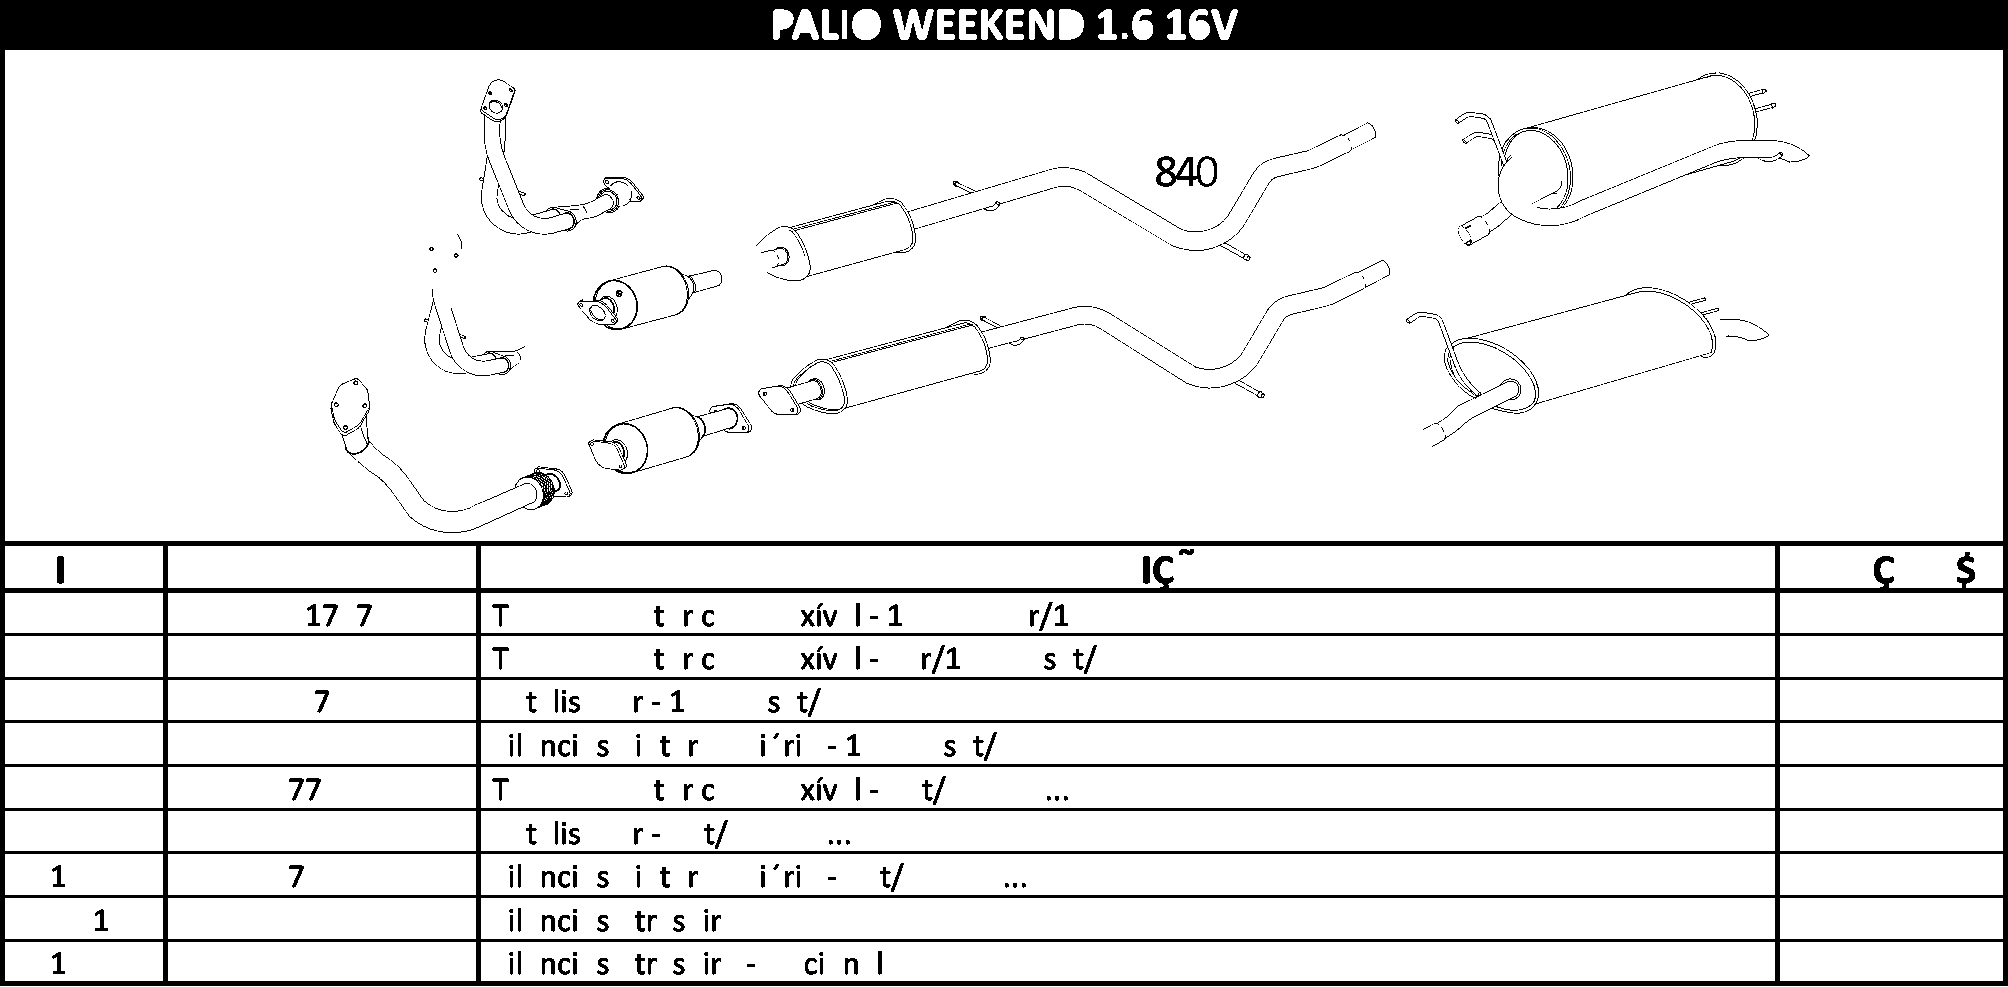 PALIO WEEKEND 1.6 16V
840
I IÇ˜ Ç $
17 7 T t r c xív l - 1 r/1
T t r c xív l - r/1 s t/
7 t lis r - 1 s t/
il nci s i t r i´ri - 1 s t/
77 T t r c xív l - t/ ...
t lis r - t/ ...
1 7 il nci s i t r i´ri - t/ ...
1 il nci s tr s ir
1 il nci s tr s ir - ci n l